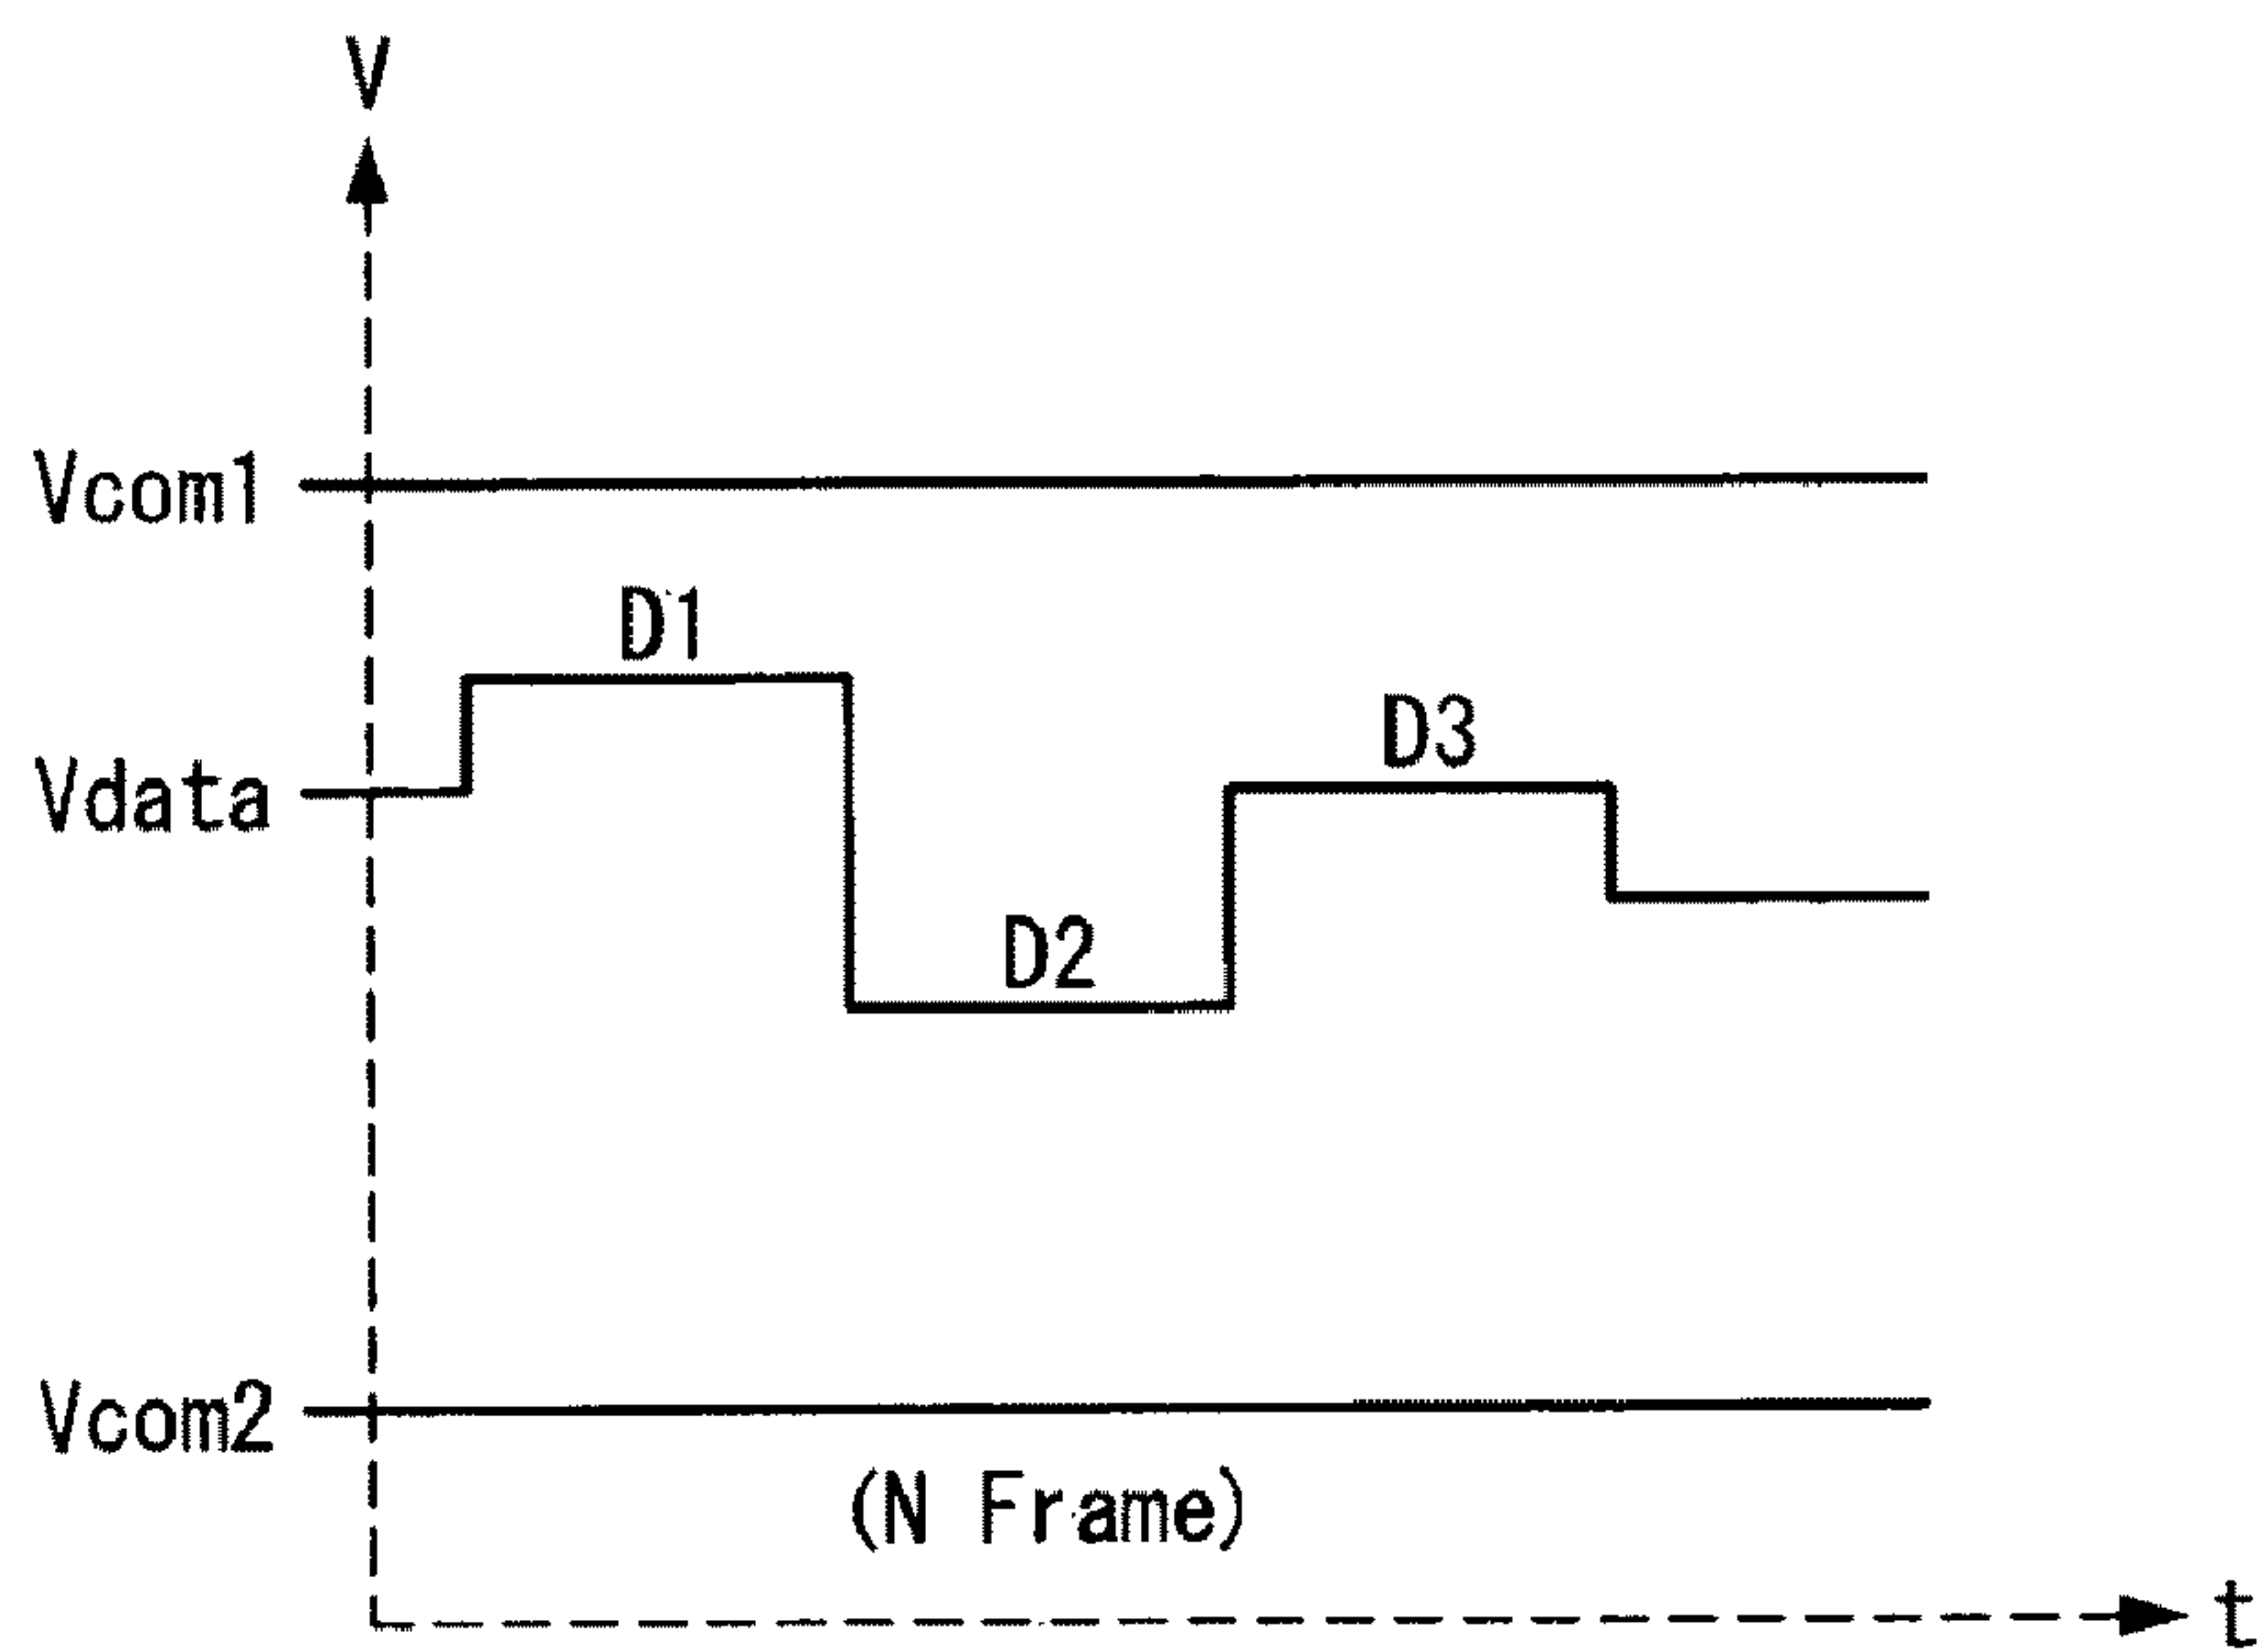 V
Vcom1
D1
D3
Vdata
D2
Vcom2
(N Frame)
t